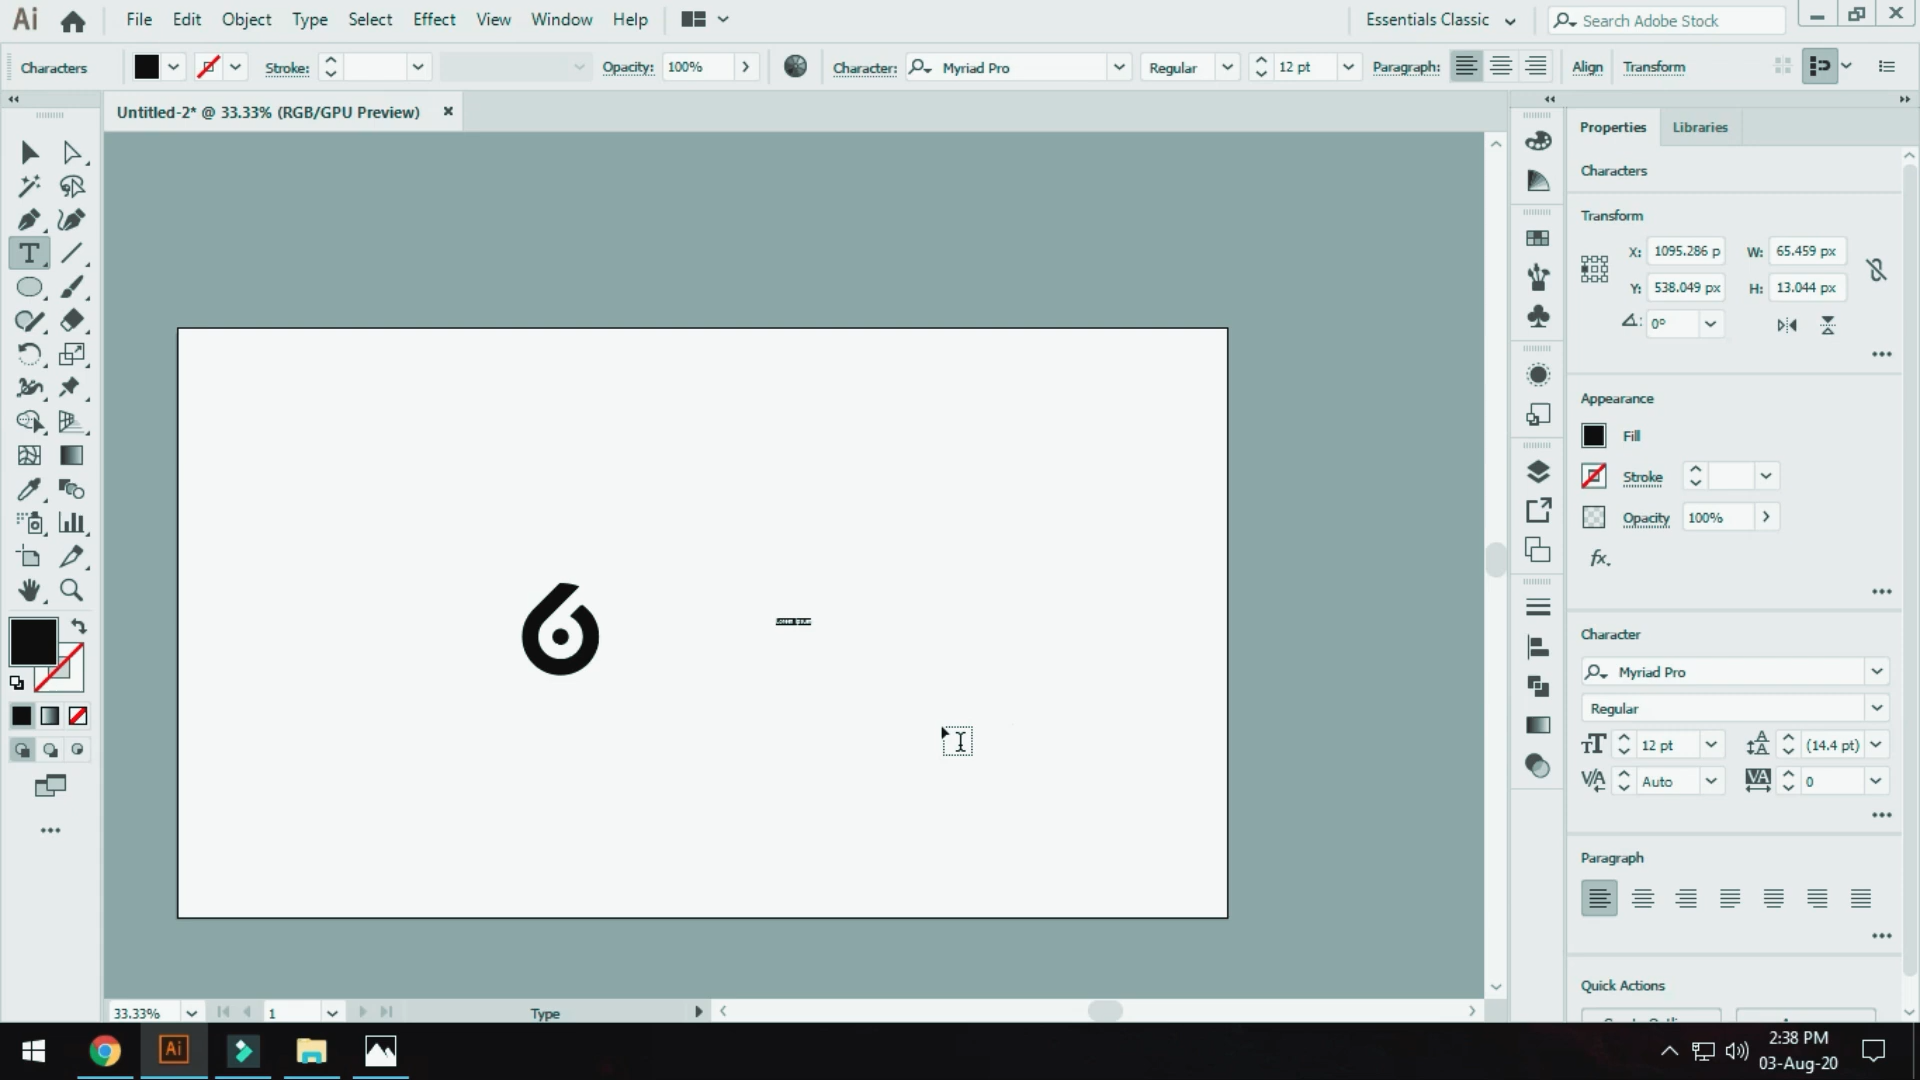 Ai File Edit Object Type Select Effect View Window Help Essentials Classic Search Adobe Stock
Characters Stroke: Opacity: 100% Character: Myriad Pro Regular 12 pt Paragraph: Align Transform
Untitled-2* @ 33.33% (RGB/GPU Preview)
Properties Libraries
Characters
Transform
X: 1095.286 p W: 65.459 px
Y: 538.049 px H: 13.044 px
0°
Appearance
Fill
Stroke
Opacity 100%
fx.
6
Lorem ipsum
Character
Myriad Pro
Regular
12 pt (14.4 pt)
Auto 0
Paragraph
Quick Actions
33.33% 1 Type
Ai
2:38 PM
03-Aug-20